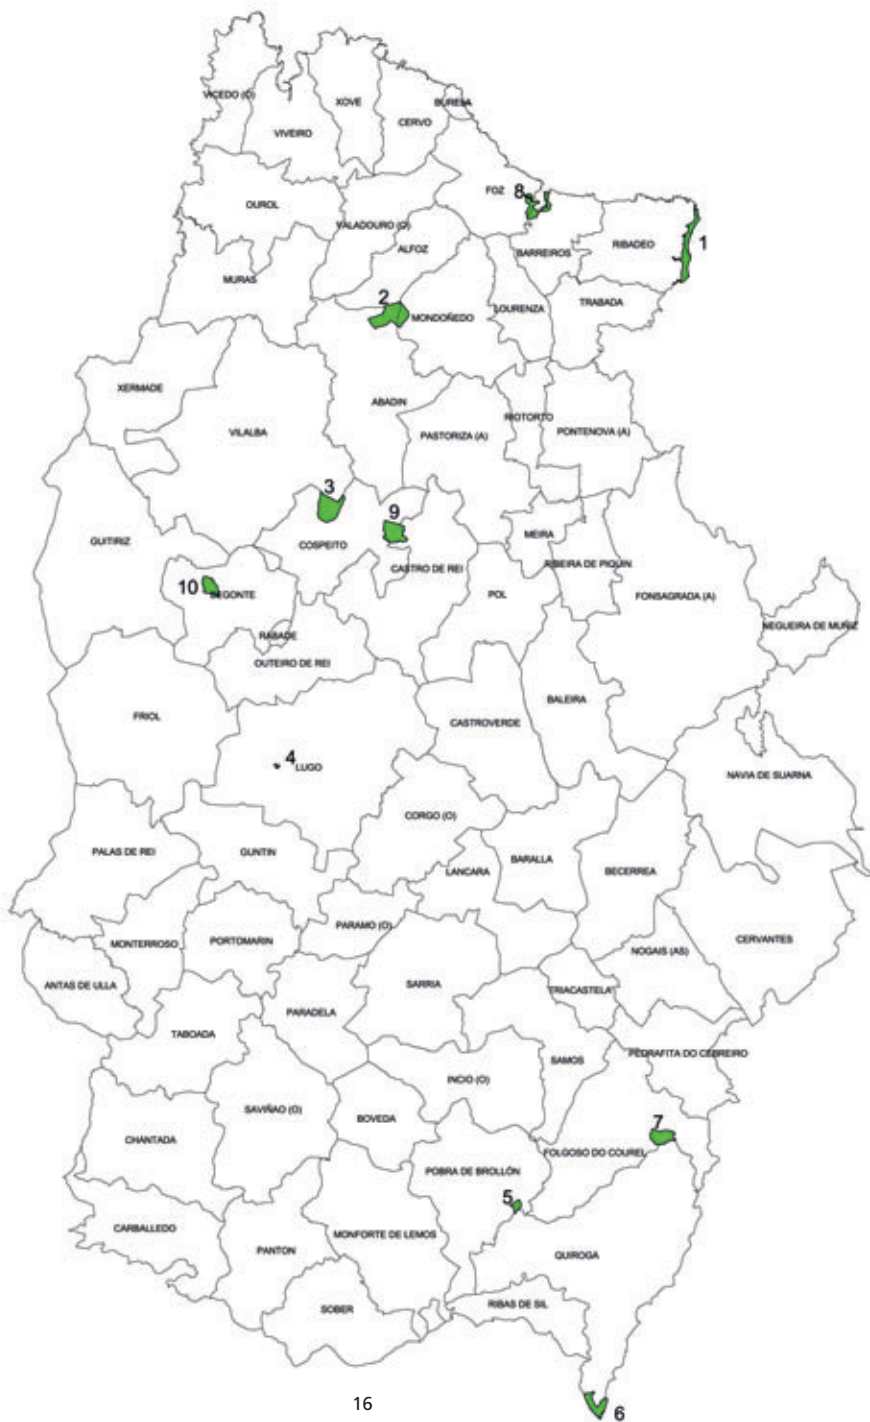 VICEDO (O)
XOVE
BURELA
CERVO
VIVEIRO
FOZ
8
OUROL
VALADOURO (O)
ALFOZ
BARREIROS
RIBADEO
1
MURAS
2
MONDOÑEDO
LOURENZA
TRABADA
XERMADE
ABADIN
RIOTORTO
VILALBA
PASTORIZA (A)
PONTENOVA (A)
3
9
GUITIRIZ
COSPEITO
MEIRA
CASTRO DE REI
RIBEIRA DE PIQUIN
10
BEGONTE
POL
FONSAGRADA (A)
NEGUEIRA DE MUÑIZ
RABADE
OUTEIRO DE REI
BALEIRA
FRIOL
CASTROVERDE
4
LUGO
NAVIA DE SUARNA
CORGO (O)
PALAS DE REI
GUNTIN
LANCARA
BARALLA
BECERREA
PARAMO (O)
MONTERROSO
PORTOMARIN
CERVANTES
NOGAIS (AS)
ANTAS DE ULLA
SARRIA
TRIACASTELA
PARADELA
TABOADA
PEDRAFITA DO CEBREIRO
SAMOS
INCIO (O)
SAVIÑAO (O)
BOVEDA
7
CHANTADA
FOLGOSO DO COUREL
POBRA DE BROLLÓN
5
CARBALLEDO
MONFORTE DE LEMOS
PANTON
QUIROGA
SOBER
RIBAS DE SIL
16
6